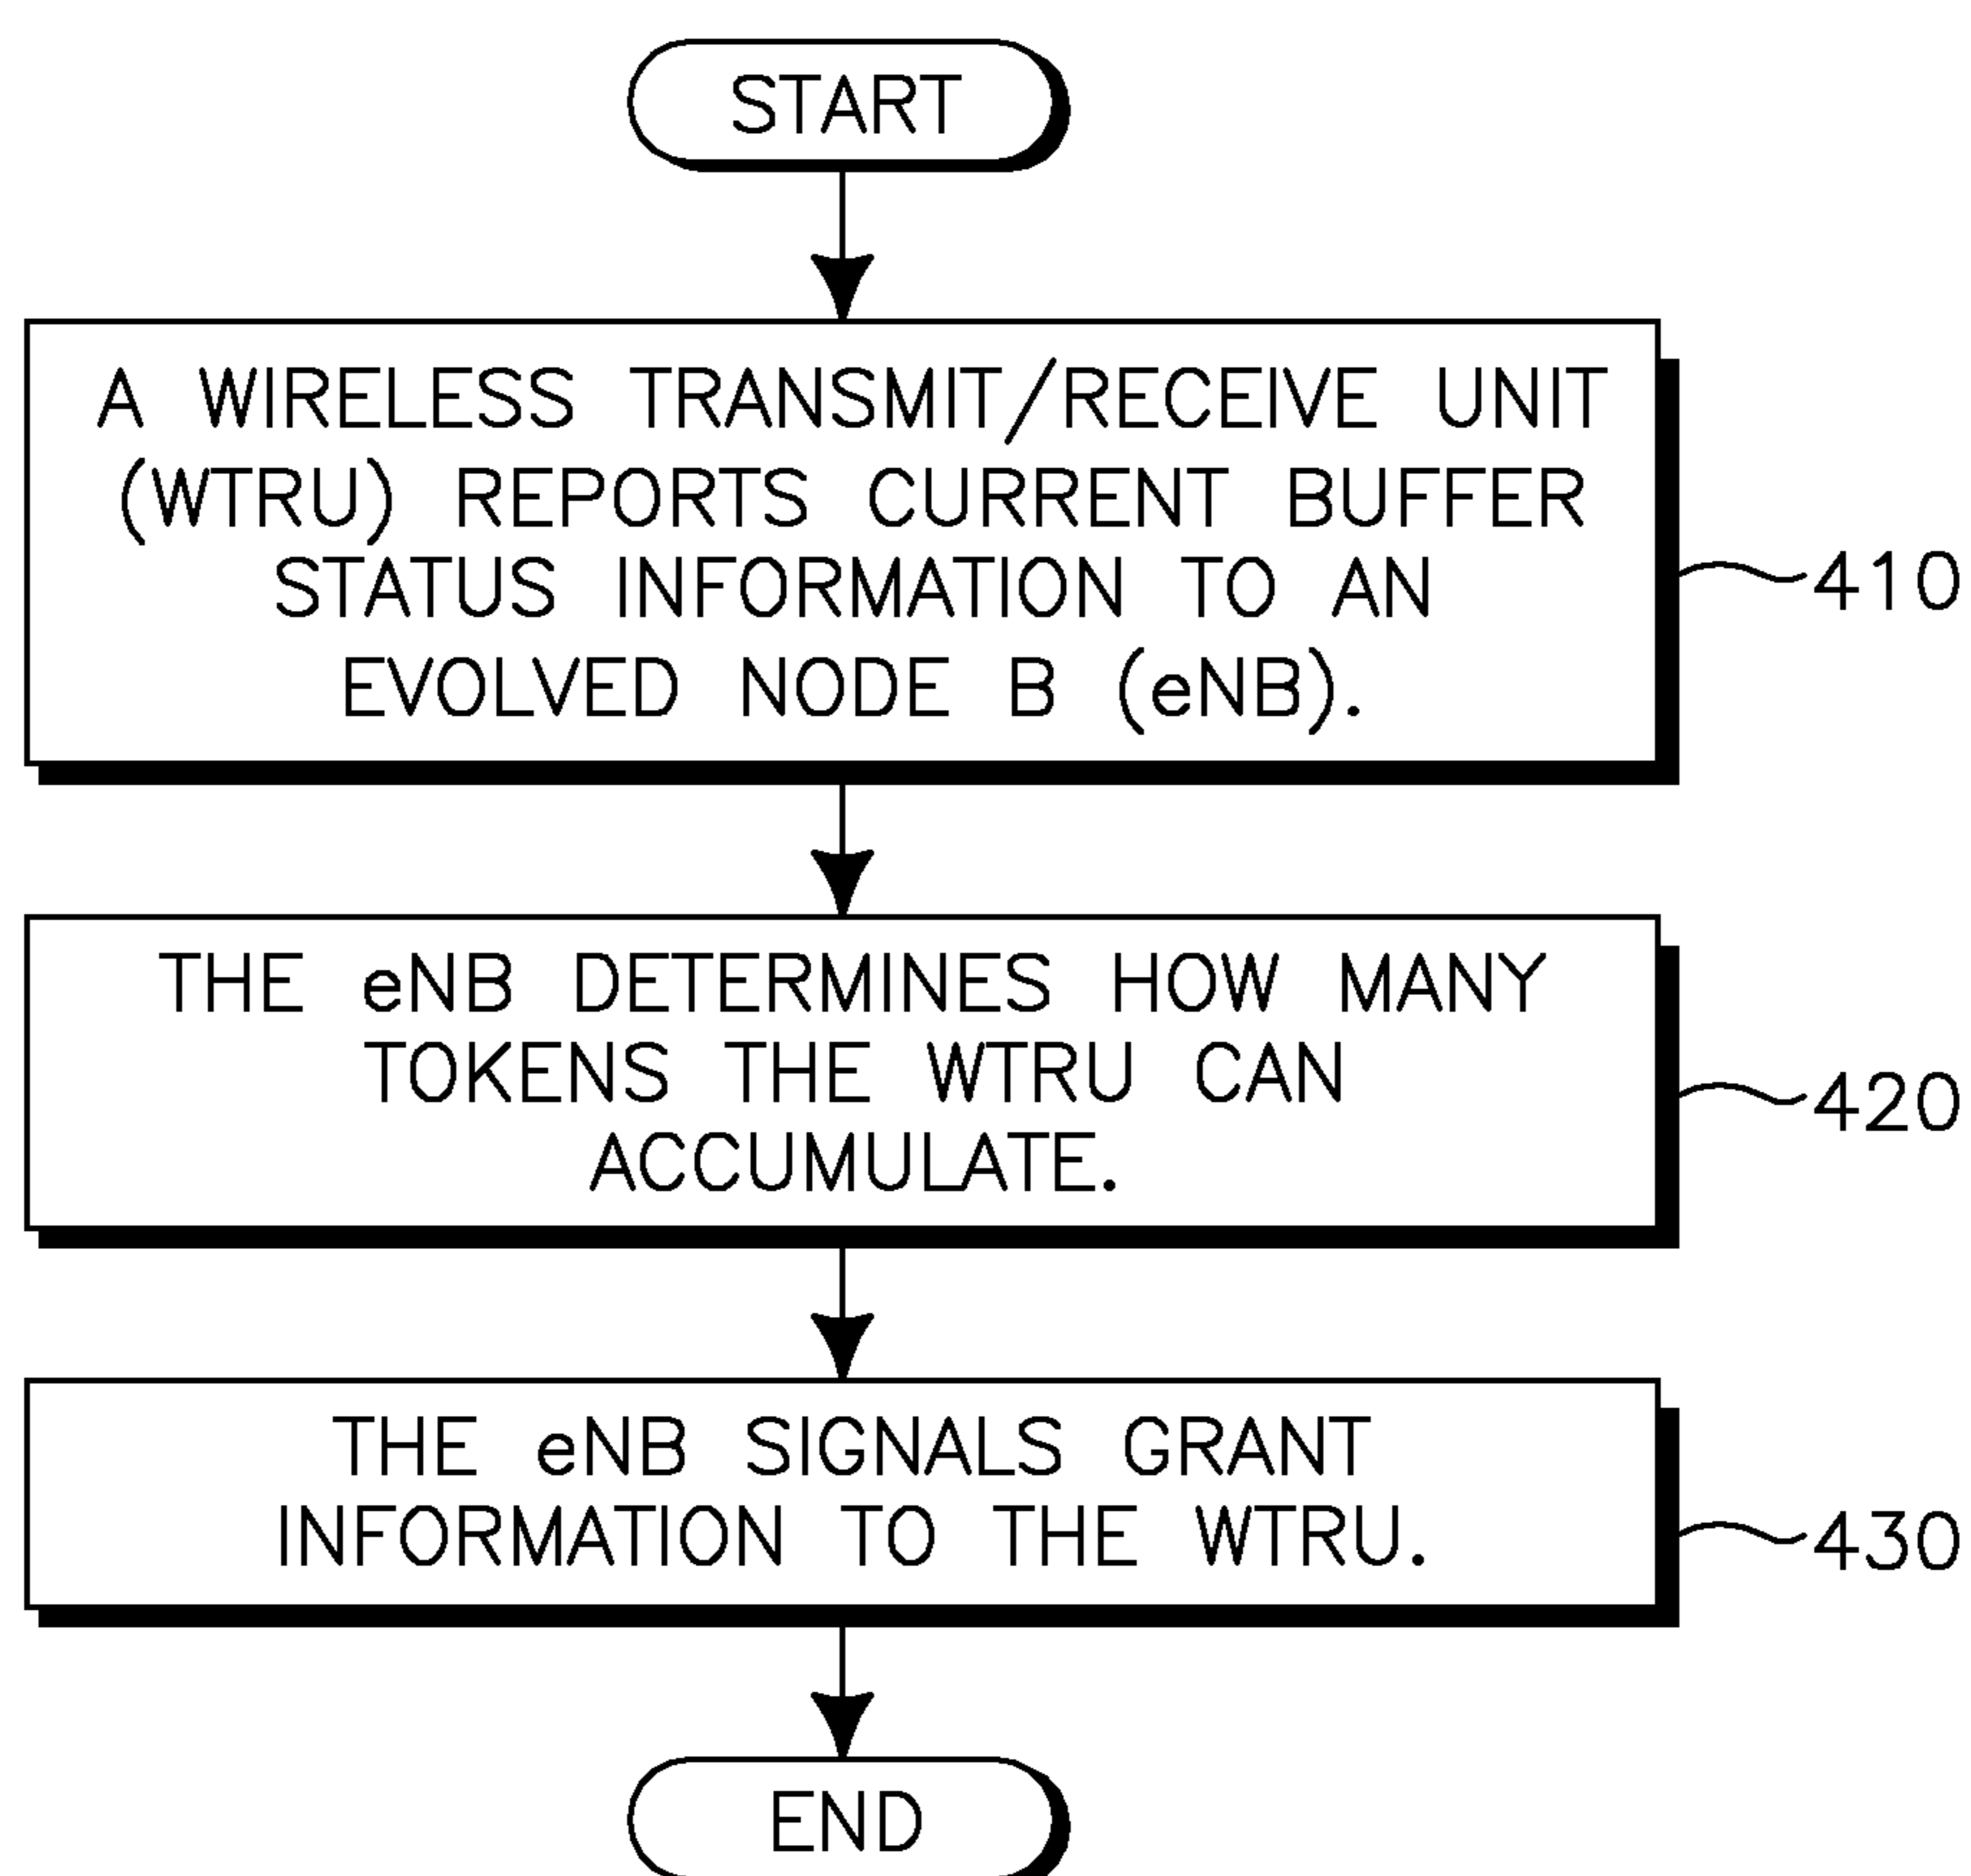 START
A WIRELESS TRANSMIT/RECEIVE UNIT
(WTRU) REPORTS CURRENT BUFFER
STATUS INFORMATION TO AN
EVOLVED NODE B (eNB).
410
THE eNB DETERMINES HOW MANY
TOKENS THE WTRU CAN
ACCUMULATE.
420
THE eNB SIGNALS GRANT
INFORMATION TO THE WTRU.
430
END